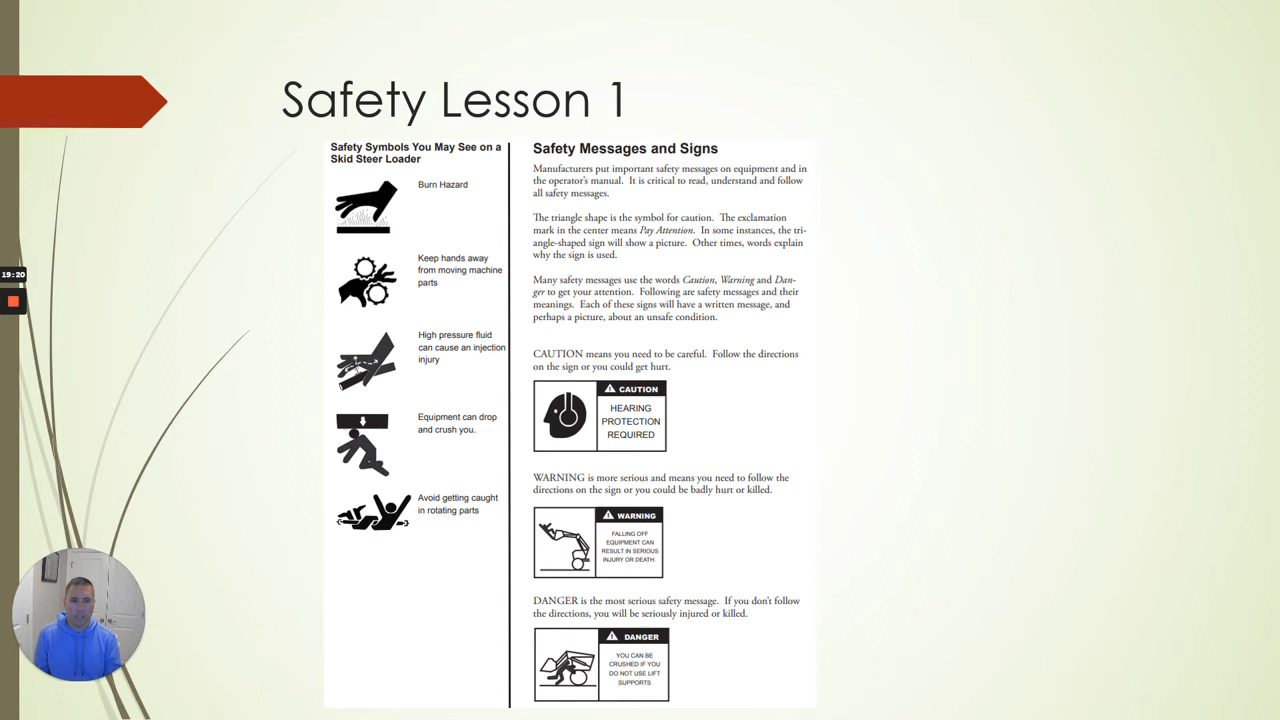 Safety Lesson 1
Safety Symbols You May See on a
Skid Steer Loader
Burn Hazard
Keep hands away
from moving machine
parts
High pressure fluid
can cause an injection
injury
Equipment can drop
and crush you.
Avoid getting caught
in rotating parts
Safety Messages and Signs
Manufacturers put important safety messages on equipment and in
the operator's manual. It is critical to read, understand and follow
all safety messages.
The triangle shape is the symbol for caution. The exclamation
mark in the center means Pay Attention. In some instances, the tri-
angle-shaped sign will show a picture. Other times, words explain
why the sign is used.
Many safety messages use the words Caution, Warning and Dan-
ger to get your attention. Following are safety messages and their
meanings. Each of these signs will have a written message, and
perhaps a picture, about an unsafe condition.
CAUTION means you need to be careful. Follow the directions
on the sign or you could get hurt.
! CAUTION
HEARING
PROTECTION
REQUIRED
WARNING is more serious and means you need to follow the
directions on the sign or you could be badly hurt or killed.
! WARNING
FALLING OFF
EQUIPMENT CAN
RESULT IN SERIOUS
INJURY OR DEATH.
DANGER is the most serious safety message. If you don't follow
the directions, you will be seriously injured or killed.
! DANGER
YOU CAN BE
CRUSHED IF YOU
DO NOT USE LIFT
SUPPORTS
19:20